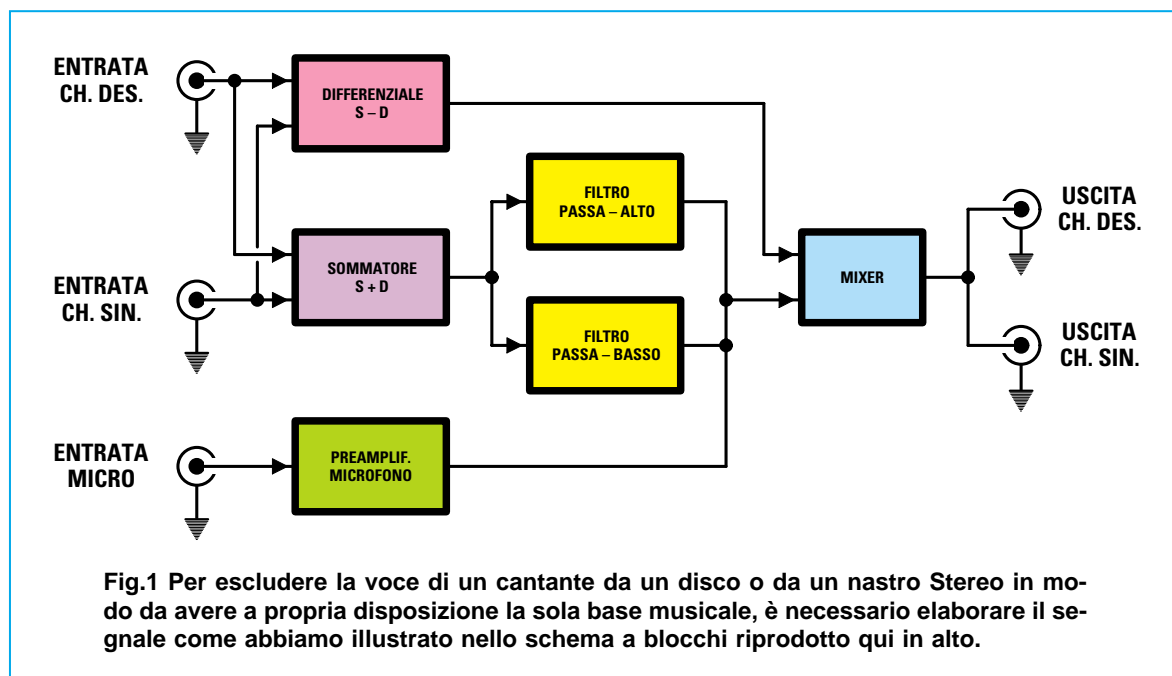 ENTRATA
CH. DES.
DIFFERENZIALE
S – D
FILTRO
PASSA – ALTO
USCITA
CH. DES.
ENTRATA
CH. SIN.
SOMMATORE
S + D
MIXER
FILTRO
PASSA – BASSO
USCITA
CH. SIN.
ENTRATA
MICRO
PREAMPLIF.
MICROFONO
Fig.1 Per escludere la voce di un cantante da un disco o da un nastro Stereo in mo-
do da avere a propria disposizione la sola base musicale, è necessario elaborare il se-
gnale come abbiamo illustrato nello schema a blocchi riprodotto qui in alto.